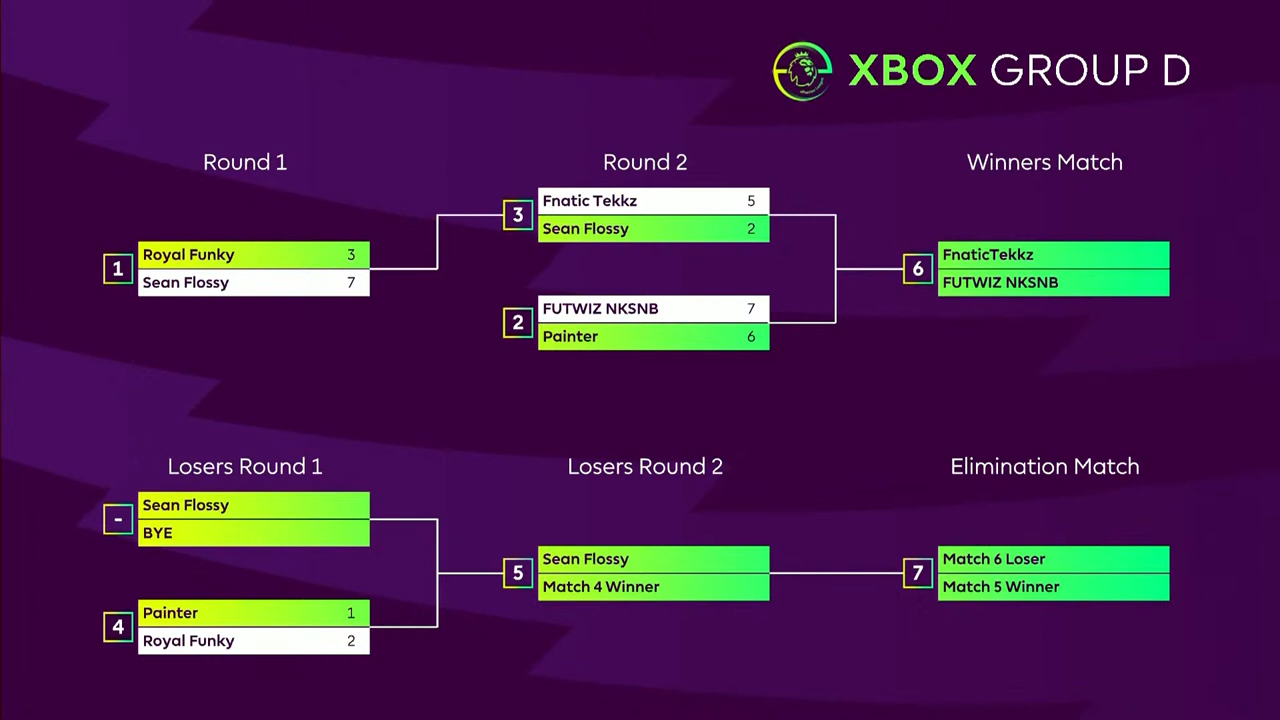 XBOX GROUP D
Round 1
Round 2
Winners Match
3
Fnatic Tekkz 5
Sean Flossy 2
1
Royal Funky 3
Sean Flossy 7
6
FnaticTekkz
FUTWIZ NKSNB
2
FUTWIZ NKSNB 7
Painter 6
Losers Round 1
Losers Round 2
Elimination Match
-
Sean Flossy
BYE
5
Sean Flossy
Match 4 Winner
7
Match 6 Loser
Match 5 Winner
4
Painter 1
Royal Funky 2